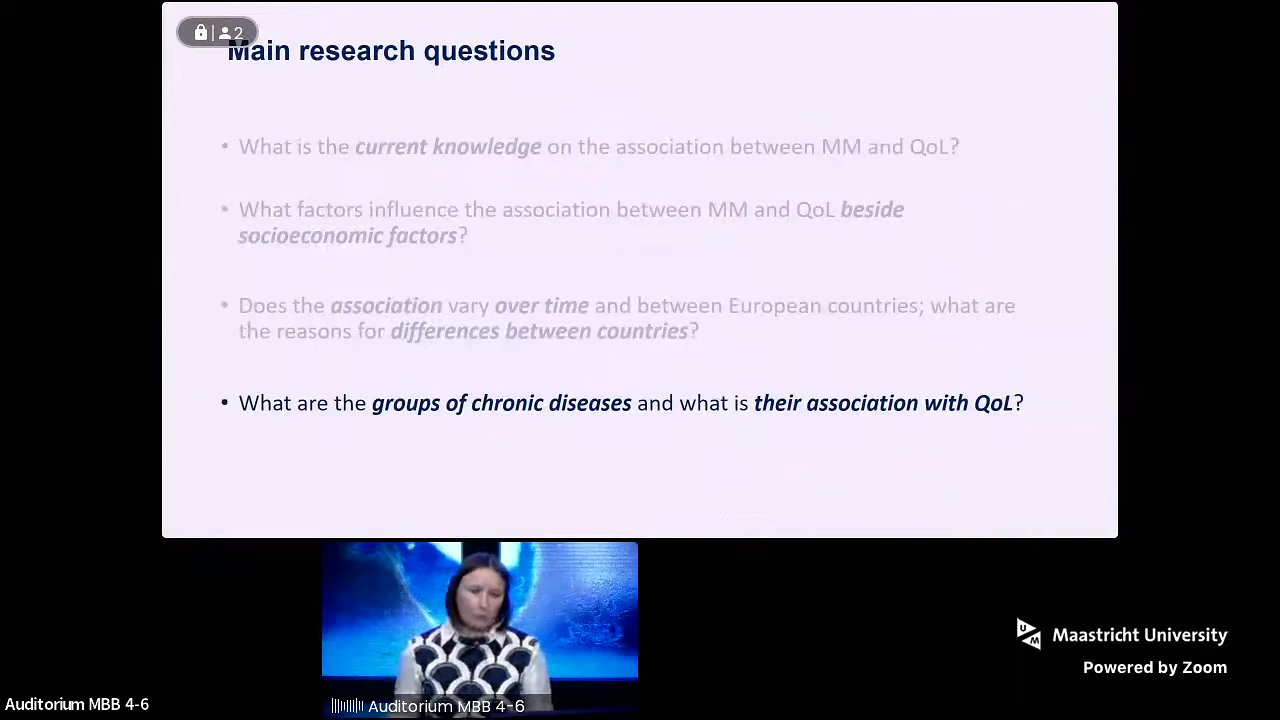 2
Main research questions
• What is the current knowledge on the association between MM and QoL?
• What factors influence the association between MM and QoL beside
socioeconomic factors?
• Does the association vary over time and between European countries; what are
the reasons for differences between countries?
• What are the groups of chronic diseases and what is their association with QoL?
UM
Maastricht University
Powered by Zoom
Auditorium MBB 4-6
Auditorium MBB 4-6